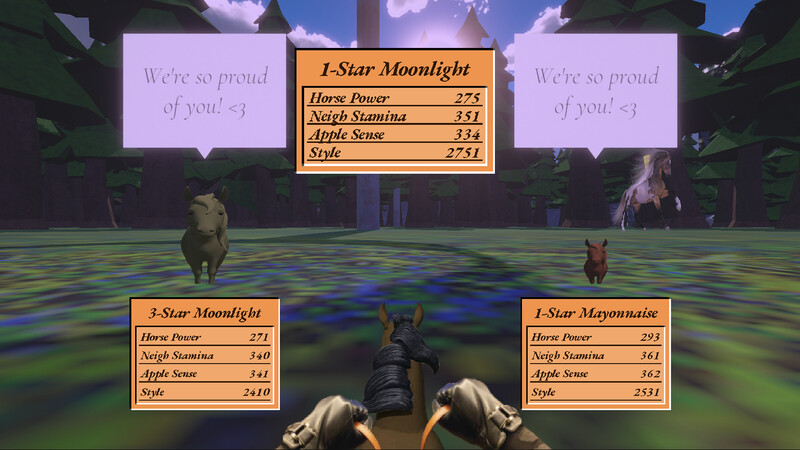 We're so proud
of you! <3
1-Star Moonlight
Horse Power 275
Neigh Stamina 351
Apple Sense 334
Style 2751
We're so proud
of you! <3
3-Star Moonlight
Horse Power 271
Neigh Stamina 340
Apple Sense 341
Style 2410
1-Star Mayonnaise
Horse Power 293
Neigh Stamina 361
Apple Sense 362
Style 2531